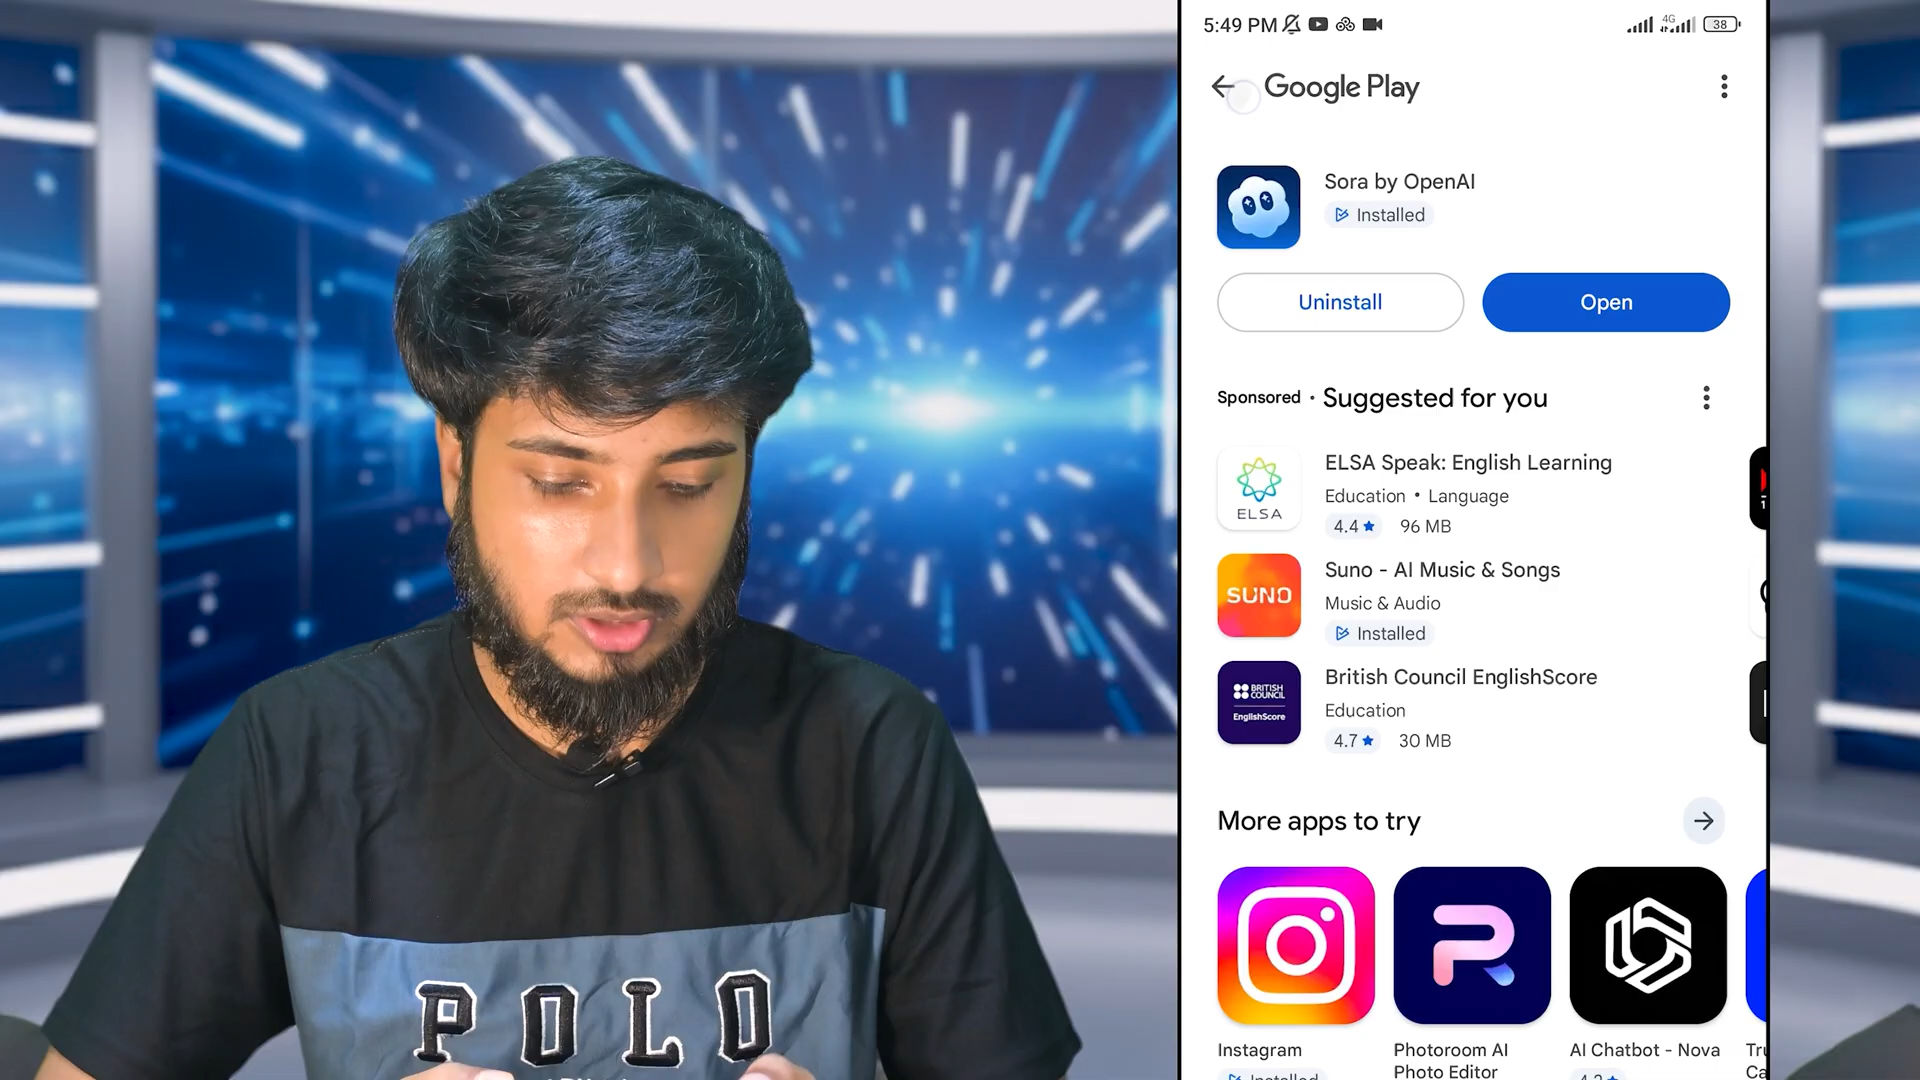 5:49 PM
4G
38
Google Play
Sora by OpenAI
Installed
Uninstall
Open
Sponsored • Suggested for you
ELSA
ELSA Speak: English Learning
Education • Language
4.4 ★ 96 MB
SUNO
Suno - AI Music & Songs
Music & Audio
Installed
BRITISH
COUNCIL
EnglishScore
British Council EnglishScore
Education
4.7 ★ 30 MB
More apps to try
Instagram
Installed
Photoroom AI
Photo Editor
AI Chatbot - Nova
POLO